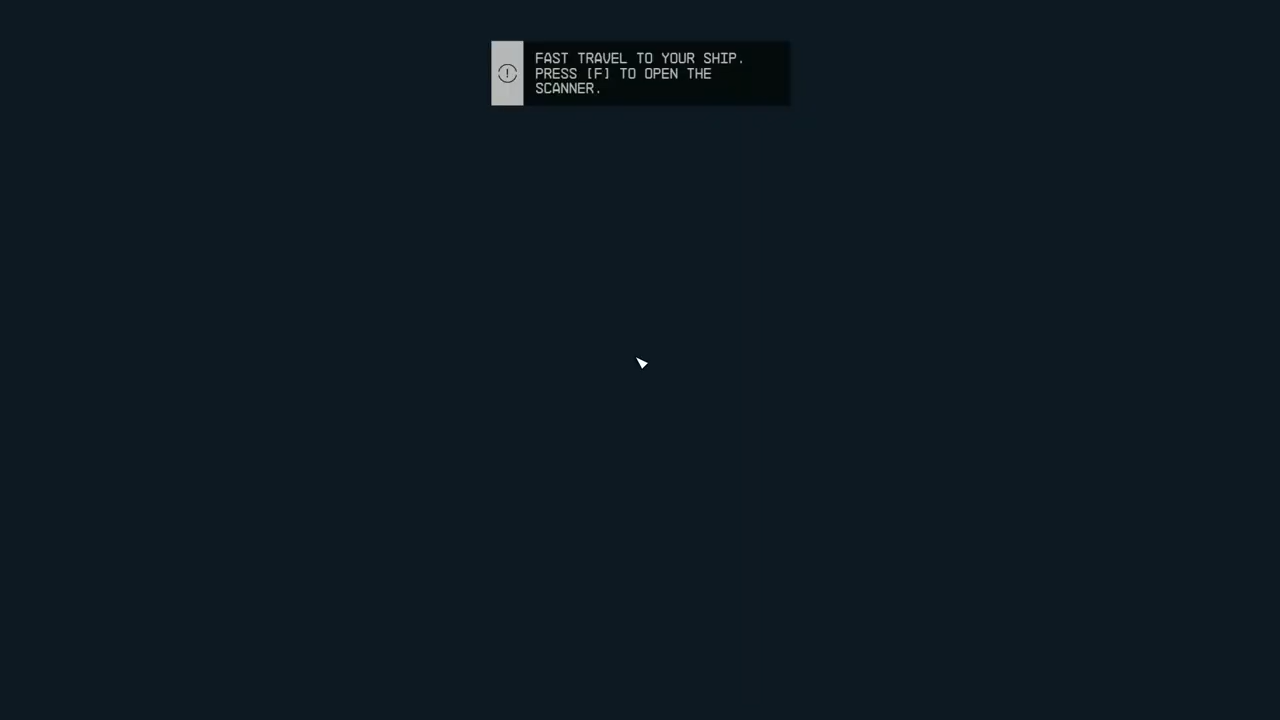 FAST TRAVEL TO YOUR SHIP.
PRESS [F] TO OPEN THE
SCANNER.